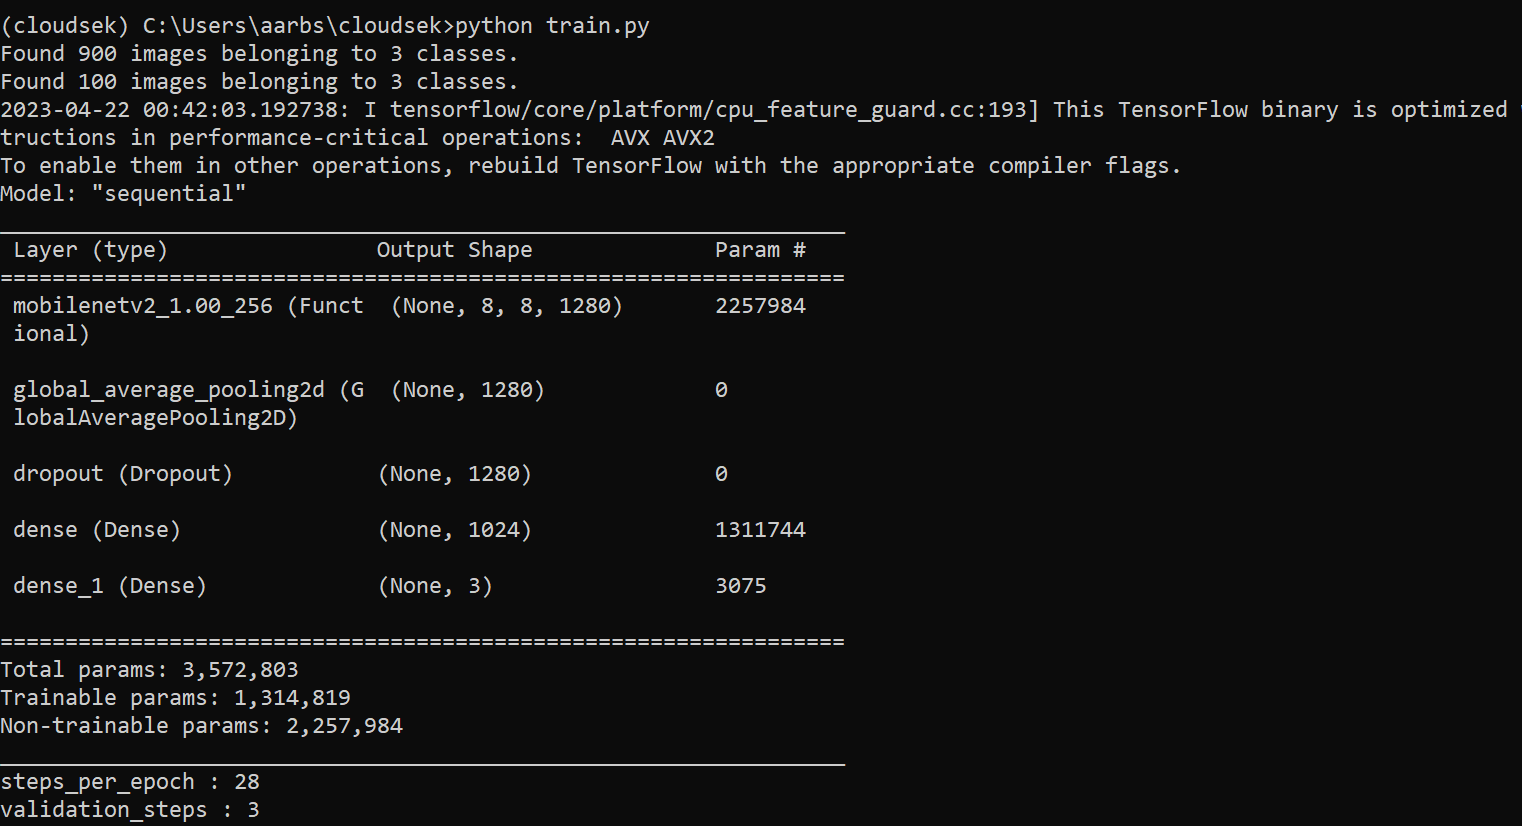 (cloudsek) C:\Users\aarbs\cloudsek>python train.py
Found 900 images belonging to 3 classes.
Found 100 images belonging to 3 classes.
2023-04-22 00:42:03.192738: I tensorflow/core/platform/cpu_feature_guard.cc:193] This TensorFlow binary is optimized
tructions in performance-critical operations:  AVX AVX2
To enable them in other operations, rebuild TensorFlow with the appropriate compiler flags.
Model: "sequential"
_________________________________________________________________
 Layer (type)                Output Shape              Param #
=================================================================
 mobilenetv2_1.00_256 (Funct  (None, 8, 8, 1280)       2257984
 ional)
 global_average_pooling2d (G  (None, 1280)             0
 lobalAveragePooling2D)
 dropout (Dropout)           (None, 1280)              0
 dense (Dense)               (None, 1024)              1311744
 dense_1 (Dense)             (None, 3)                 3075
=================================================================
Total params: 3,572,803
Trainable params: 1,314,819
Non-trainable params: 2,257,984
_________________________________________________________________
steps_per_epoch : 28
validation_steps : 3